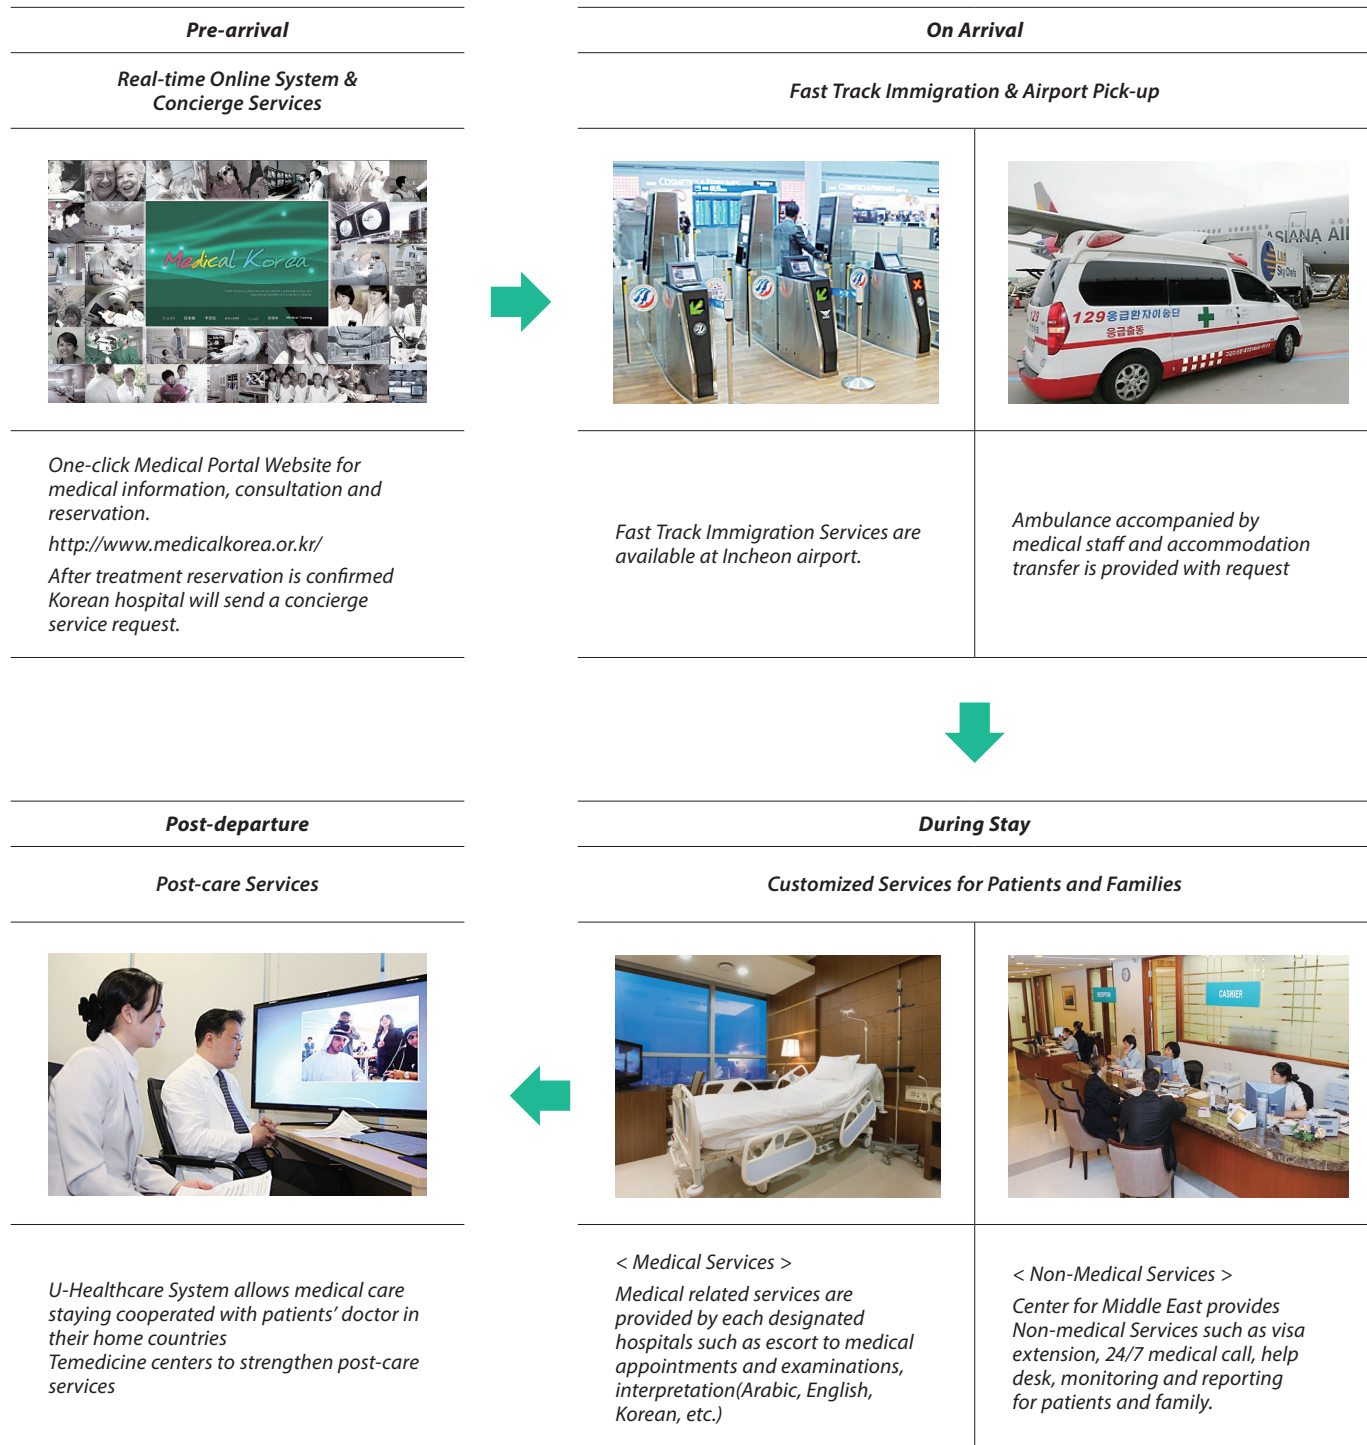 Pre-arrival
Real-time Online System &
Concierge Services
Medical Korea
One-click Medical Portal Website for
medical information, consultation and
reservation.
http://www.medicalkorea.or.kr/
After treatment reservation is confirmed
Korean hospital will send a concierge
service request.
On Arrival
Fast Track Immigration & Airport Pick-up
COSMETICS & PERFUMES
ASIANA AI
Sky Chefs
129 응급환자이송단
응급출동
Fast Track Immigration Services are
available at Incheon airport.
Ambulance accompanied by
medical staff and accommodation
transfer is provided with request
During Stay
Customized Services for Patients and Families
RECEPTION
CASHIER
< Medical Services >
Medical related services are
provided by each designated
hospitals such as escort to medical
appointments and examinations,
interpretation(Arabic, English,
Korean, etc.)
< Non-Medical Services >
Center for Middle East provides
Non-medical Services such as visa
extension, 24/7 medical call, help
desk, monitoring and reporting
for patients and family.
Post-departure
Post-care Services
U-Healthcare System allows medical care
staying cooperated with patients’ doctor in
their home countries
Temedicine centers to strengthen post-care
services